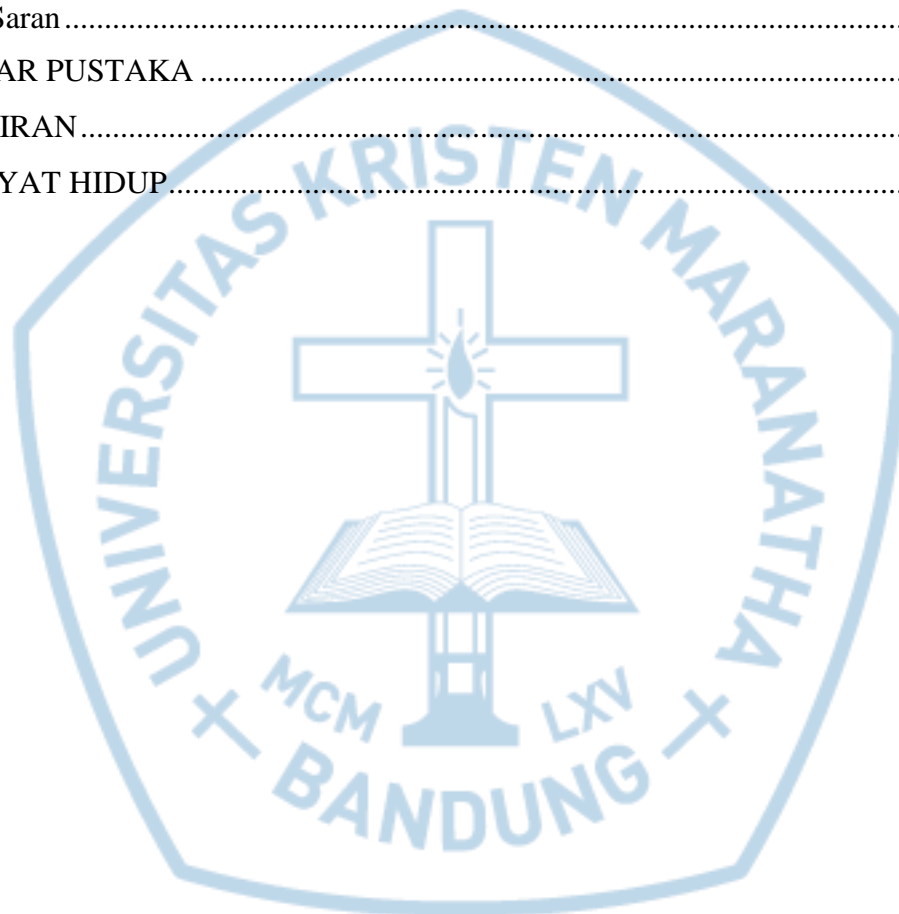 Saran ........................................................................................................
AR PUSTAKA ........................................................................................
IRAN ........................................................................................................
YAT HIDUP ............................................................................................
UNIVERSITAS KRISTEN MARANATHA
MCM LXV
BANDUNG